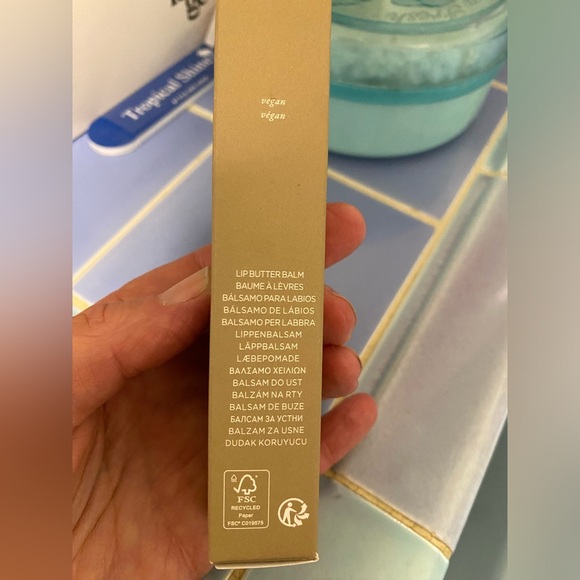 Tropical Shine
vegan
végan
LIP BUTTER BALM
BAUME À LÈVRES
BÁLSAMO PARA LABIOS
BÁLSAMO DE LÁBIOS
BALSAMO PER LABBRA
LIPPENBALSAM
LÄPPBALSAM
LÆBEPOMADE
ΒΑΛΣΑΜΟ ΧΕΙΛΙΩΝ
BALSAM DO UST
BALZÁM NA RTY
BALSAM DE BUZE
БАЛСАМ ЗА УСТНИ
BALZAM ZA USNE
DUDAK KORUYUCU
FSC
RECYCLED
Paper
FSC® C019575